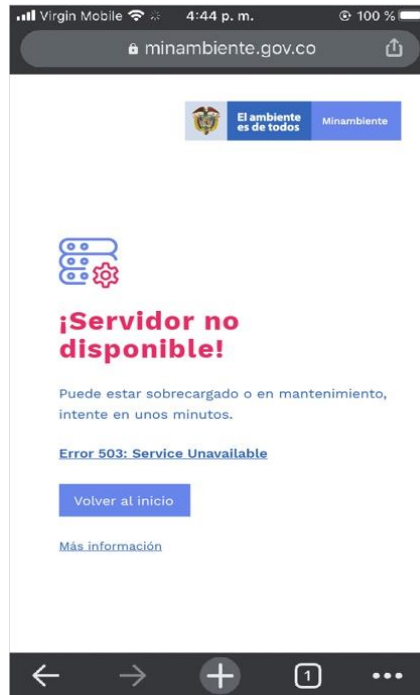 Virgin Mobile 4:44 p. m. 100 %
minambiente.gov.co
El ambiente
es de todos
Minambiente
¡Servidor no
disponible!
Puede estar sobrecargado o en mantenimiento,
intente en unos minutos.
Error 503: Service Unavailable
Volver al inicio
Más información
1